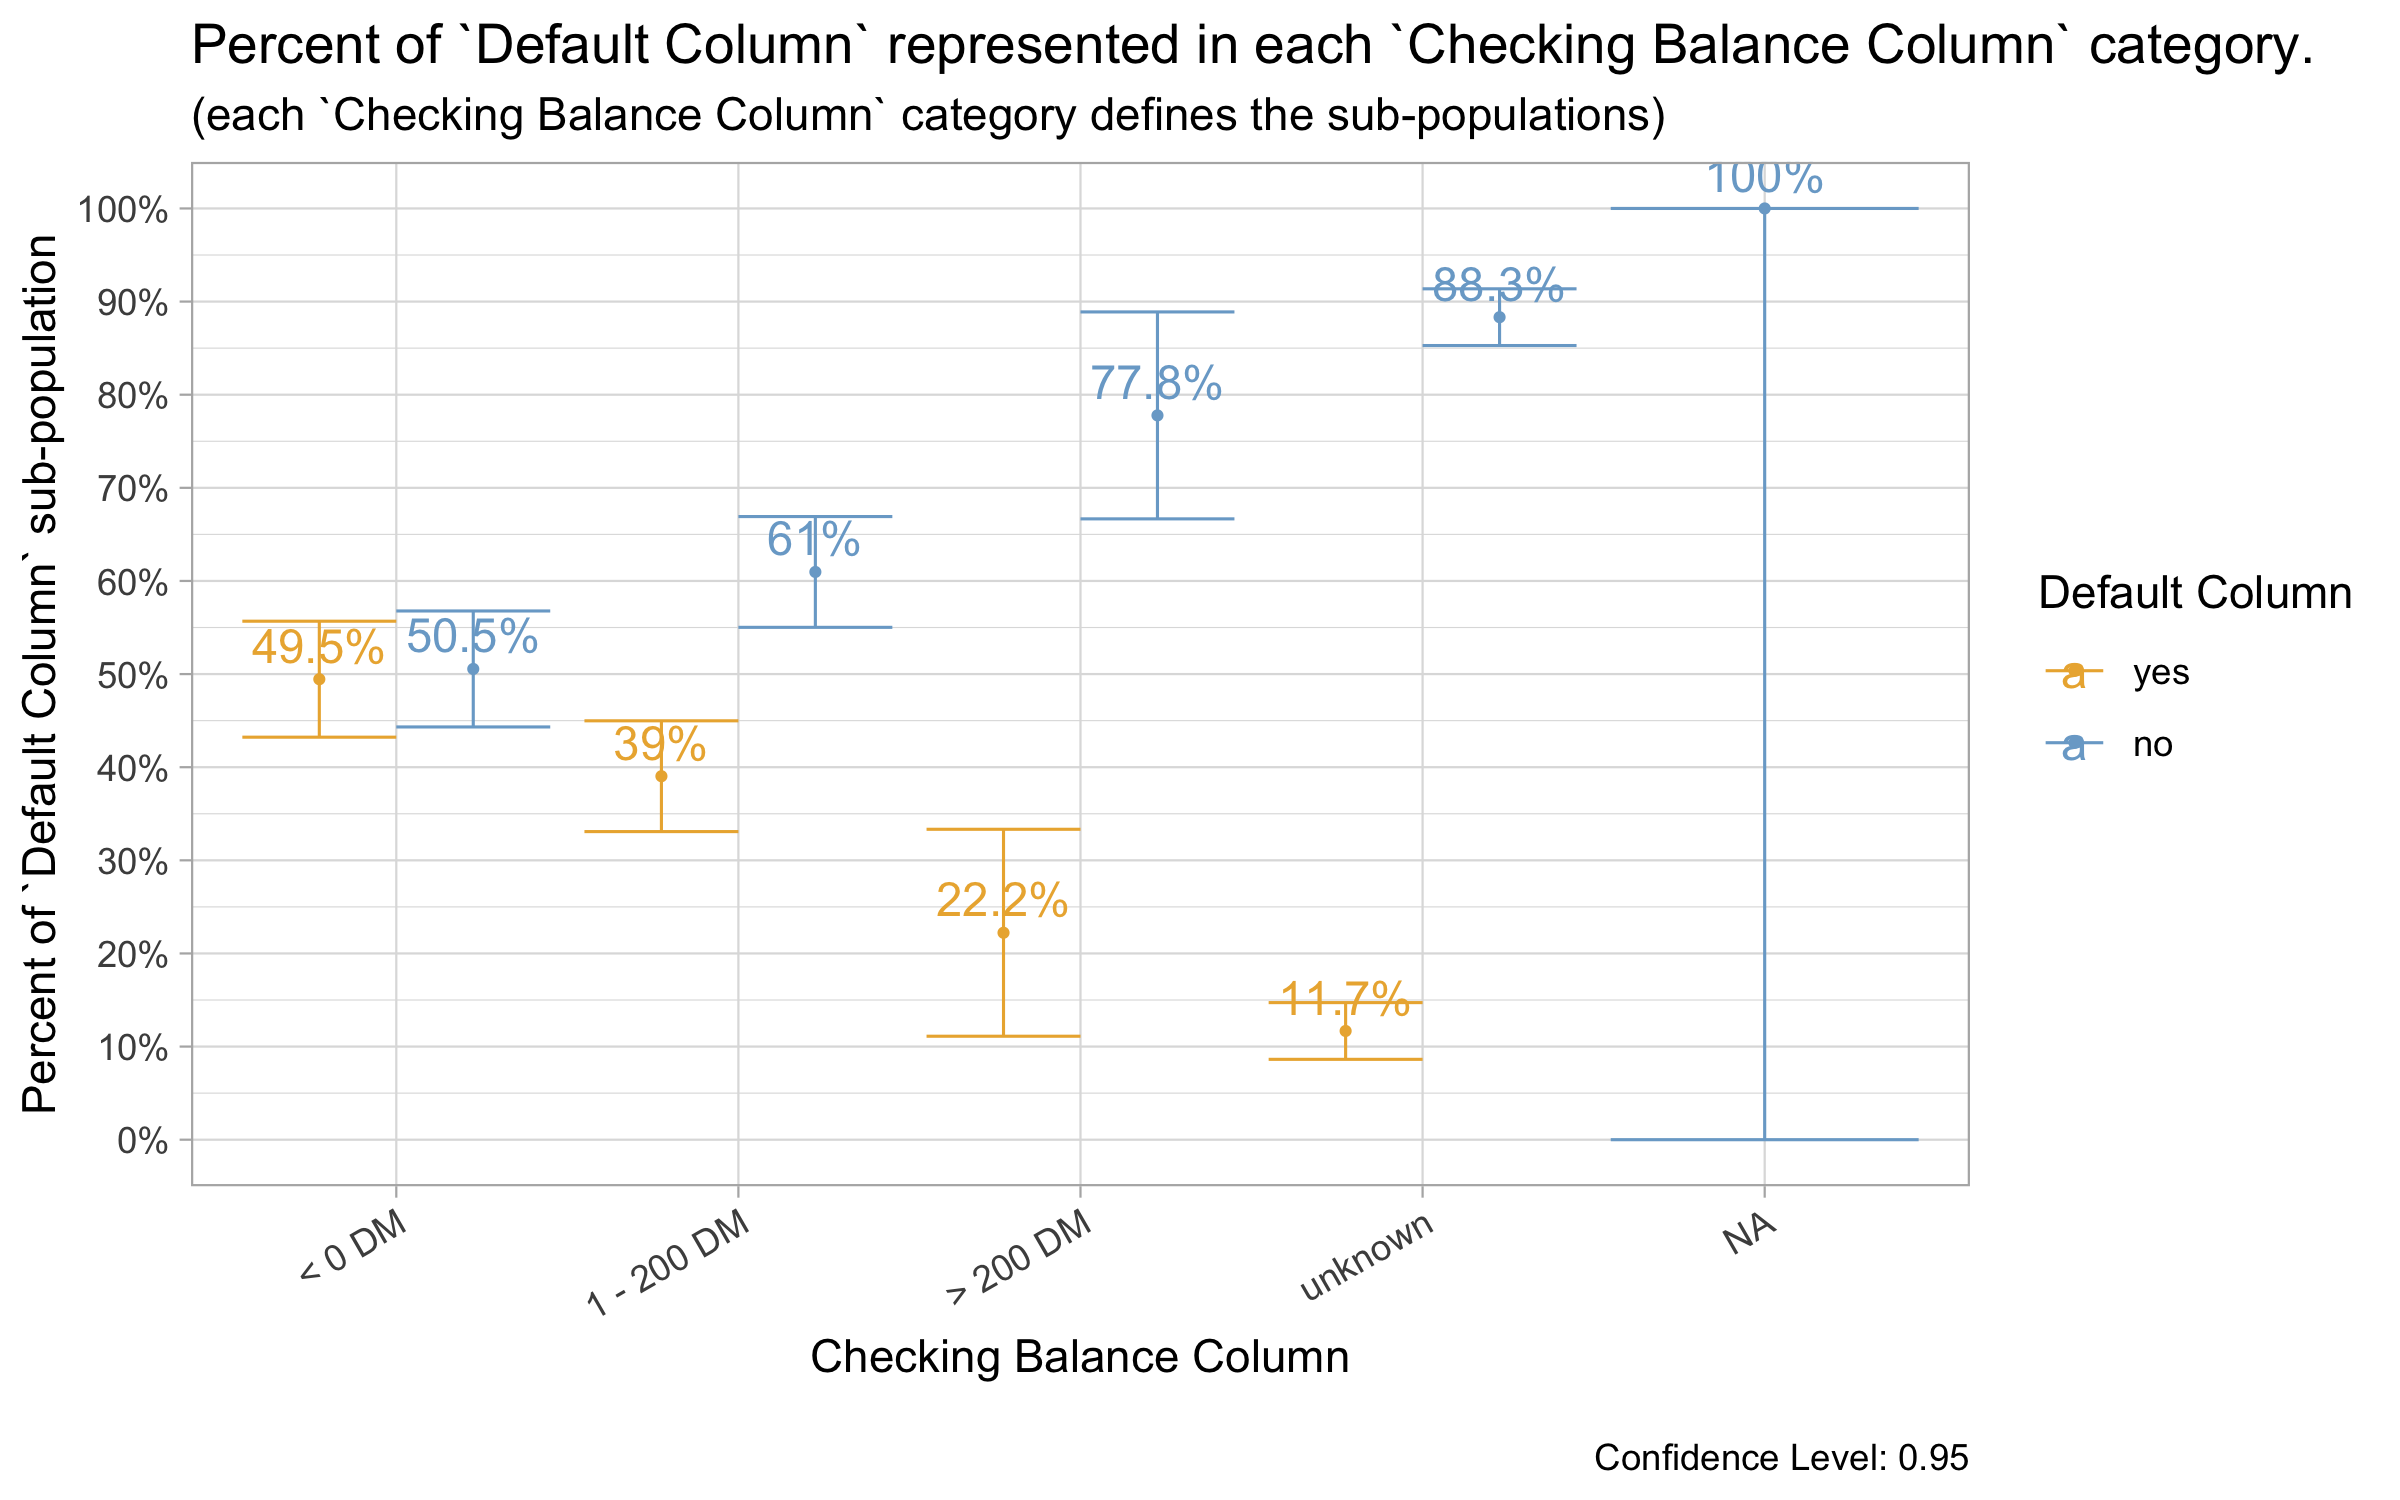 Percent of `Default Column` represented in each `Checking Balance Column` category.
(each `Checking Balance Column` category defines the sub-populations)
Percent of `Default Column` sub-population
100%
90%
80%
70%
60%
50%
40%
30%
20%
10%
0%
49.5%
50.5%
39%
61%
22.2%
77.8%
11.7%
88.3%
100%
< 0 DM
1 - 200 DM
> 200 DM
unknown
NA
Checking Balance Column
Default Column
a yes
a no
Confidence Level: 0.95